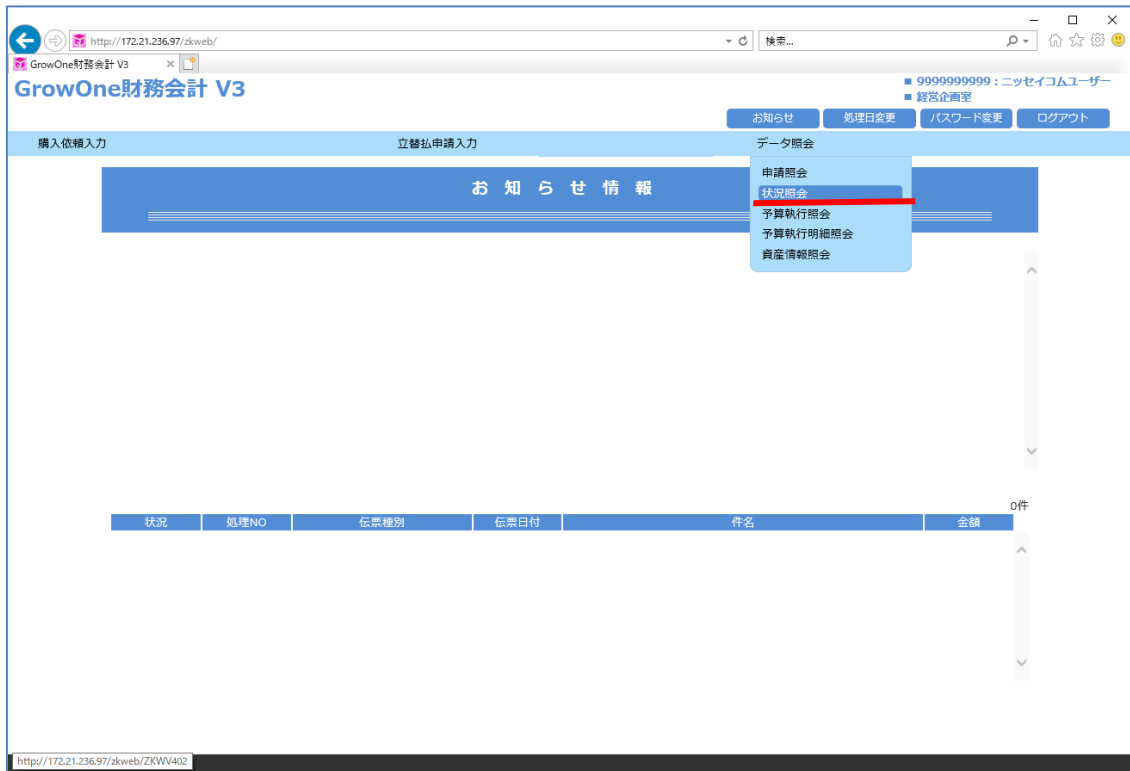 http://172.21.236.97/zkweb/
検索...
GrowOne財務会計 V3
GrowOne財務会計 V3
9999999999：ニッセイコムユーザー
経営企画室
お知らせ 処理日変更 パスワード変更 ログアウト
購入依頼入力 立替払申請入力 データ照会
お知らせ情報
申請照会
状況照会
予算執行照会
予算執行明細照会
資産情報照会
0件
状況 処理NO 伝票種別 伝票日付 件名 金額
http://172.21.236.97/zkweb/ZKWV402